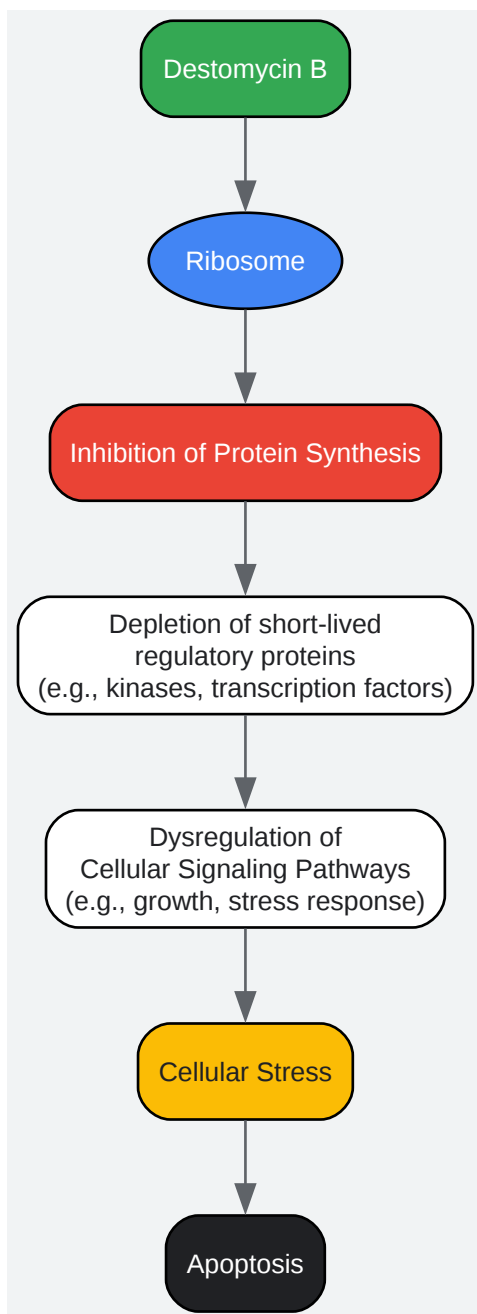 Destomycin B
Ribosome
Inhibition of Protein Synthesis
Depletion of short-lived
regulatory proteins
(e.g., kinases, transcription factors)
Dysregulation of
Cellular Signaling Pathways
(e.g., growth, stress response)
Cellular Stress
Apoptosis